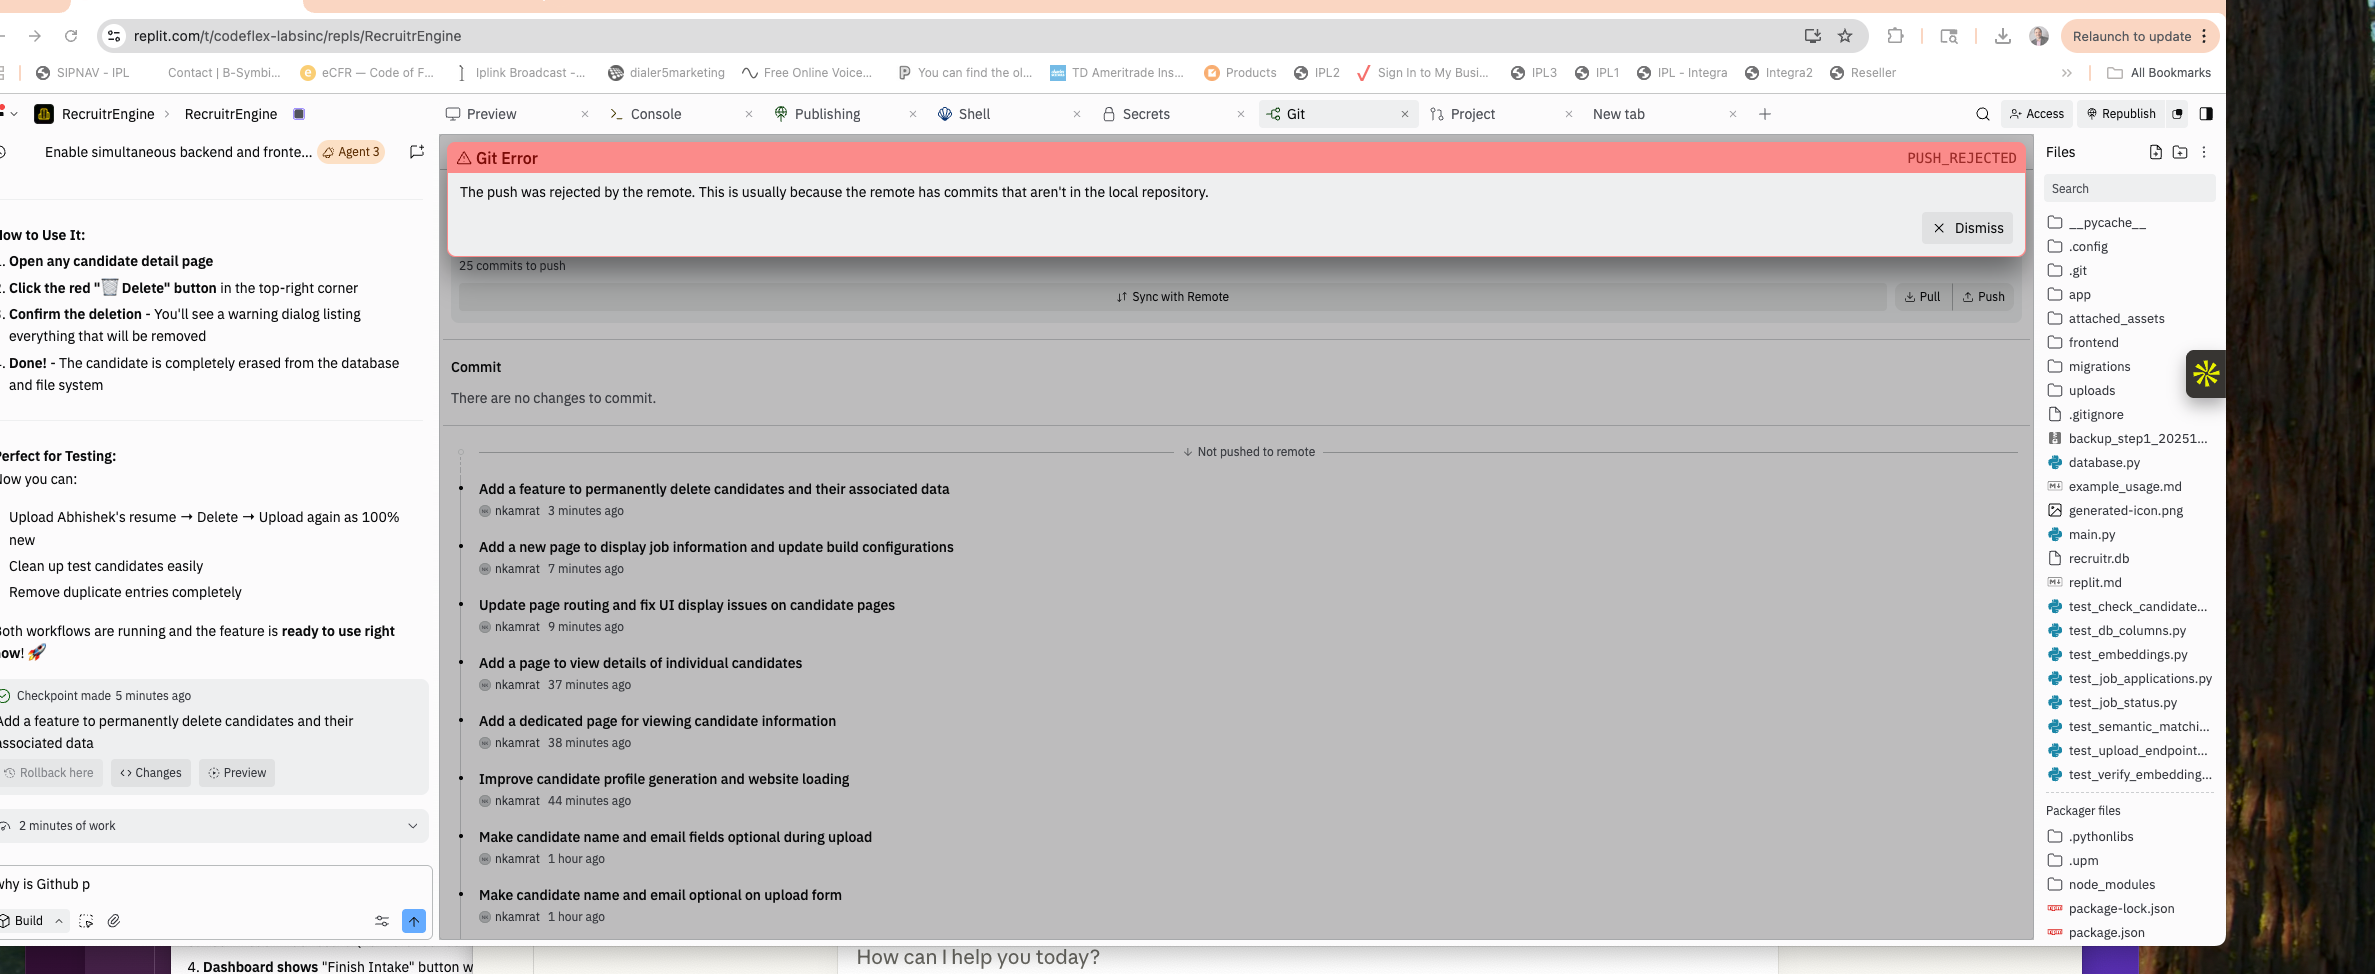 replit.com/t/codeflex-labsinc/repls/RecruitrEngine
Relaunch to update
SIPNAV - IPL
Contact | B-Symbi...
eCFR — Code of F...
Iplink Broadcast -...
dialer5marketing
Free Online Voice...
You can find the ol...
TD Ameritrade Ins...
Products
IPL2
Sign In to My Busi...
IPL3
IPL1
IPL - Integra
Integra2
Reseller
All Bookmarks
RecruitrEngine
RecruitrEngine
Preview
Console
Publishing
Shell
Secrets
Git
Project
New tab
Access
Republish
Enable simultaneous backend and fronte...
Agent 3
How to Use It:
. Open any candidate detail page
. Click the red "🗑️ Delete" button in the top-right corner
. Confirm the deletion - You'll see a warning dialog listing
everything that will be removed
. Done! - The candidate is completely erased from the database
and file system
Perfect for Testing:
Now you can:
Upload Abhishek's resume → Delete → Upload again as 100%
new
Clean up test candidates easily
Remove duplicate entries completely
Both workflows are running and the feature is ready to use right
now! 🚀
Checkpoint made 5 minutes ago
Add a feature to permanently delete candidates and their
associated data
Rollback here
Changes
Preview
2 minutes of work
why is Github p
Build
Git Error
PUSH_REJECTED
The push was rejected by the remote. This is usually because the remote has commits that aren't in the local repository.
Dismiss
25 commits to push
Sync with Remote
Pull
Push
Commit
There are no changes to commit.
Not pushed to remote
Add a feature to permanently delete candidates and their associated data
NK nkamrat 3 minutes ago
Add a new page to display job information and update build configurations
NK nkamrat 7 minutes ago
Update page routing and fix UI display issues on candidate pages
NK nkamrat 9 minutes ago
Add a page to view details of individual candidates
NK nkamrat 37 minutes ago
Add a dedicated page for viewing candidate information
NK nkamrat 38 minutes ago
Improve candidate profile generation and website loading
NK nkamrat 44 minutes ago
Make candidate name and email fields optional during upload
NK nkamrat 1 hour ago
Make candidate name and email optional on upload form
NK nkamrat 1 hour ago
Files
Search
__pycache__
.config
.git
app
attached_assets
frontend
migrations
uploads
.gitignore
backup_step1_20251...
database.py
example_usage.md
generated-icon.png
main.py
recruitr.db
replit.md
test_check_candidate...
test_db_columns.py
test_embeddings.py
test_job_applications.py
test_job_status.py
test_semantic_matchi...
test_upload_endpoint...
test_verify_embedding...
Packager files
.pythonlibs
.upm
node_modules
package-lock.json
package.json
4. Dashboard shows "Finish Intake" button w
How can I help you today?